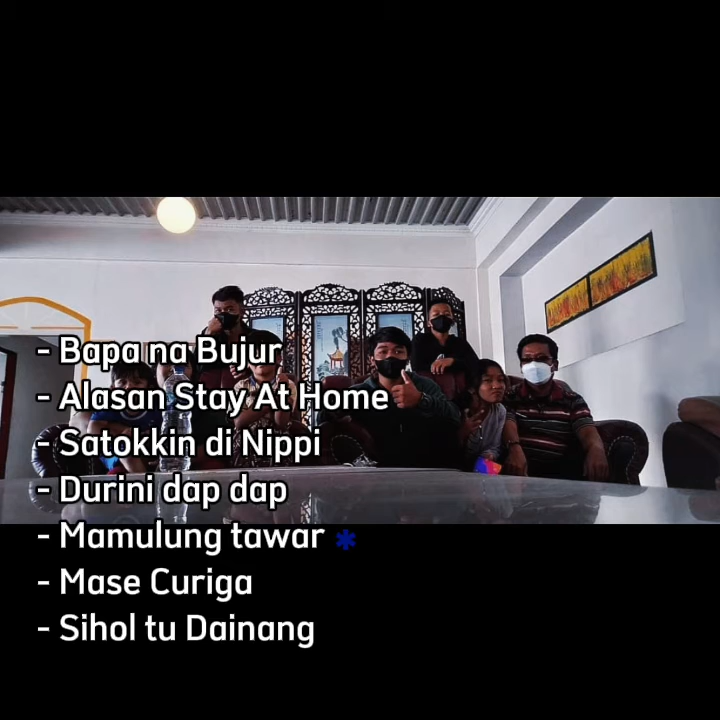 - Bapa na Bujur
- Alasan Stay At Home
- Satokkin di Nippi
- Durini dap dap
- Mamulung tawar *
- Mase Curiga
- Sihol tu Dainang